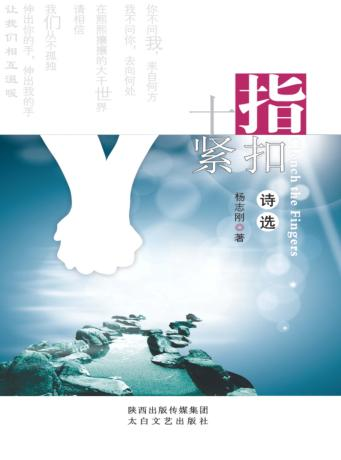 你不问我，来自何方
我不问你，去向何处
在熙熙攘攘的大千世界
请相信
我们从不孤独
伸出你的手，伸出我的手
让我们相互温暖
十指
紧扣
Touch the Fingers
诗选
杨志刚 著
陕西出版传媒集团
太白文艺出版社